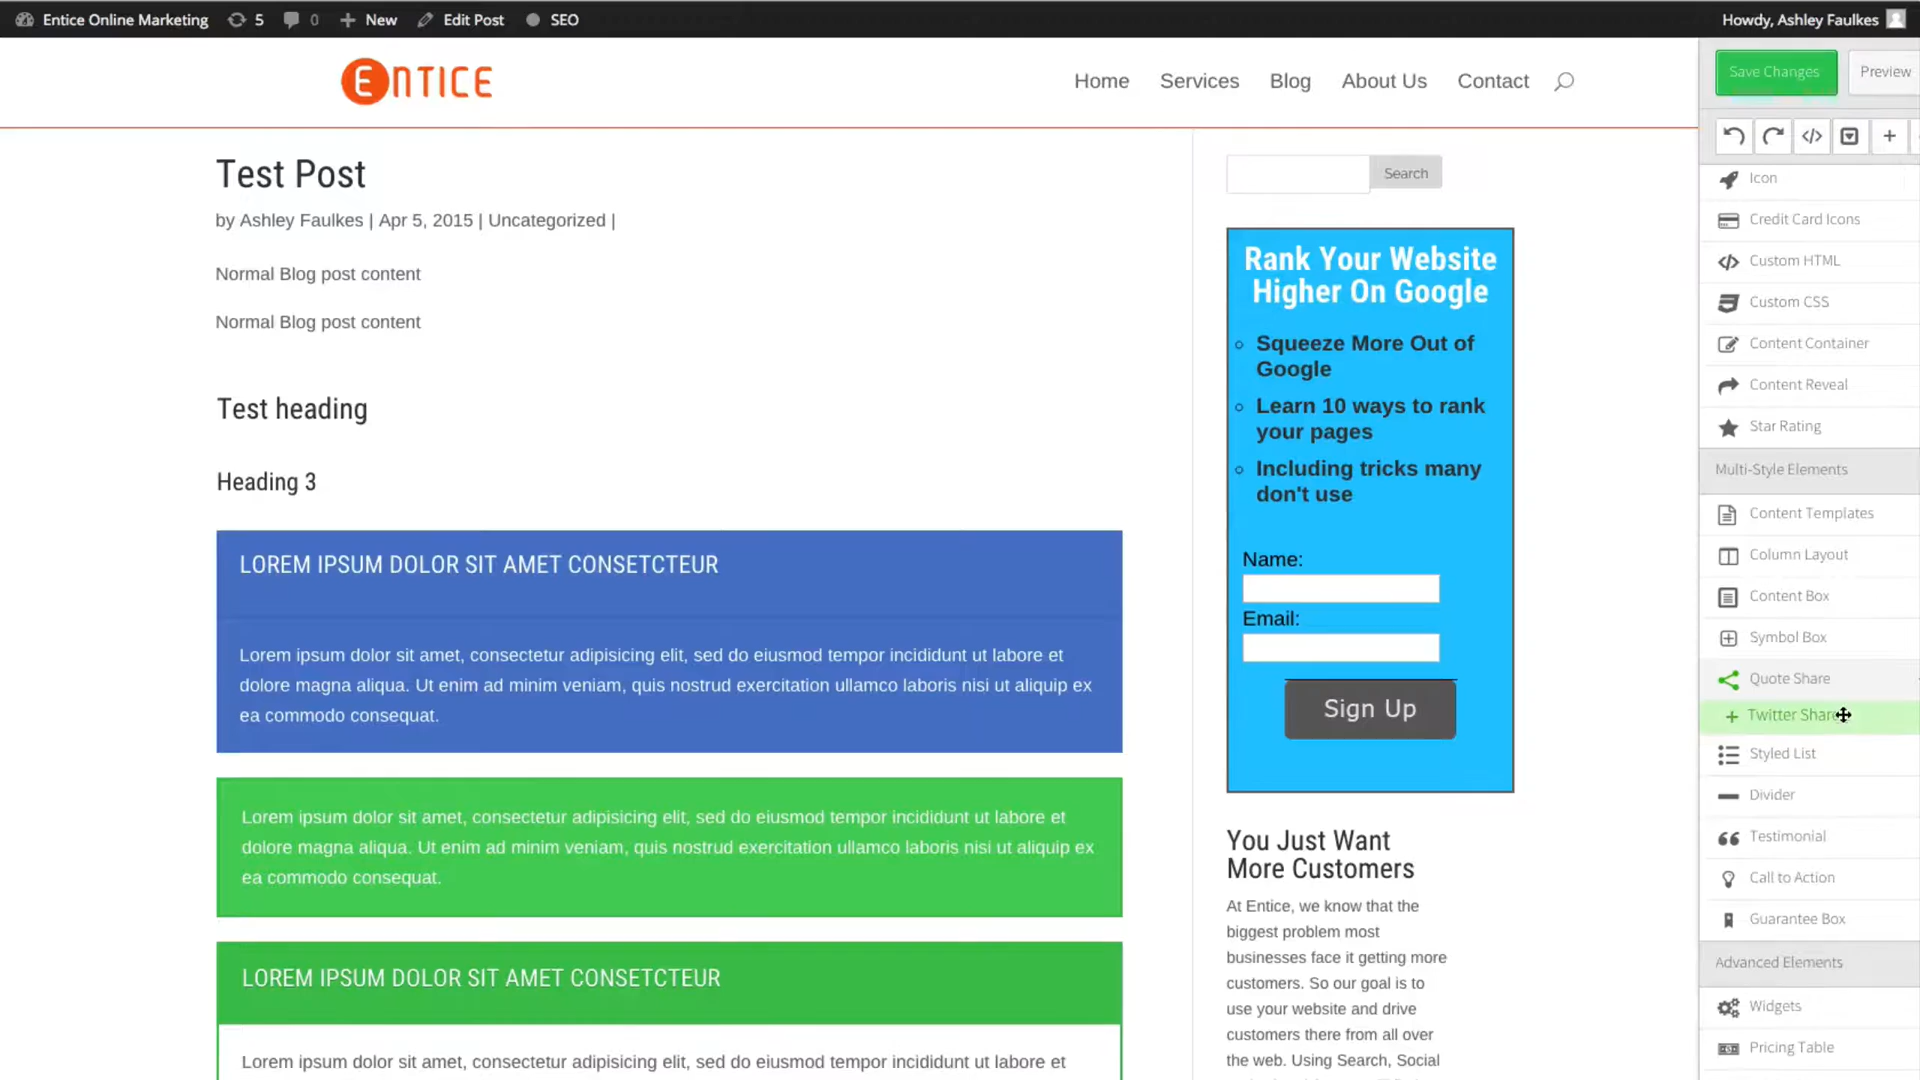 Entice Online Marketing 5 0 New Edit Post SEO Howdy, Ashley Faulkes
ENTICE
Home Services Blog About Us Contact
Save Changes Preview
Test Post
by Ashley Faulkes | Apr 5, 2015 | Uncategorized |
Normal Blog post content
Normal Blog post content
Test heading
Heading 3
LOREM IPSUM DOLOR SIT AMET CONSETCTEUR
Lorem ipsum dolor sit amet, consectetur adipisicing elit, sed do eiusmod tempor incididunt ut labore et
dolore magna aliqua. Ut enim ad minim veniam, quis nostrud exercitation ullamco laboris nisi ut aliquip ex
ea commodo consequat.
Lorem ipsum dolor sit amet, consectetur adipisicing elit, sed do eiusmod tempor incididunt ut labore et
dolore magna aliqua. Ut enim ad minim veniam, quis nostrud exercitation ullamco laboris nisi ut aliquip ex
ea commodo consequat.
LOREM IPSUM DOLOR SIT AMET CONSETCTEUR
Lorem ipsum dolor sit amet, consectetur adipisicing elit, sed do eiusmod tempor incididunt ut labore et
Search
Rank Your Website
Higher On Google
Squeeze More Out of
Google
Learn 10 ways to rank
your pages
Including tricks many
don't use
Name:
Email:
Sign Up
You Just Want
More Customers
At Entice, we know that the
biggest problem most
businesses face it getting more
customers. So our goal is to
use your website and drive
customers there from all over
the web. Using Search, Social
Icon
Credit Card Icons
Custom HTML
Custom CSS
Content Container
Content Reveal
Star Rating
Multi-Style Elements
Content Templates
Column Layout
Content Box
Symbol Box
Quote Share
Twitter Share
Styled List
Divider
Testimonial
Call to Action
Guarantee Box
Advanced Elements
Widgets
Pricing Table